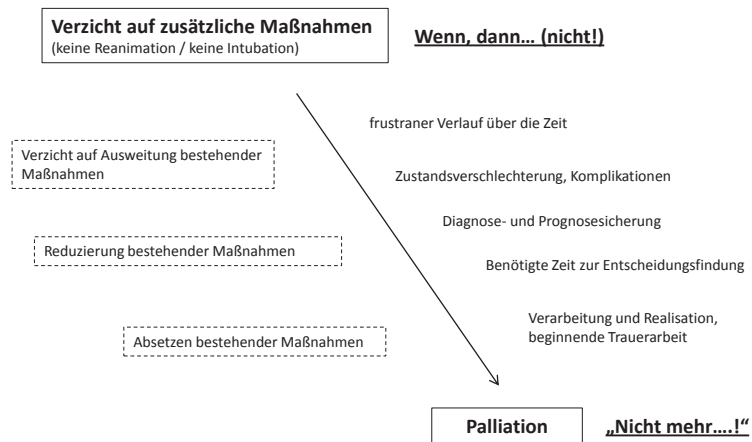 Verzicht auf zusätzliche Maßnahmen
(keine Reanimation / keine Intubation)
Wenn, dann... (nicht!)
frustraner Verlauf über die Zeit
Verzicht auf Ausweitung bestehender
Maßnahmen
Zustandsverschlechterung, Komplikationen
Diagnose- und Prognosesicherung
Reduzierung bestehender Maßnahmen
Benötigte Zeit zur Entscheidungsfindung
Verarbeitung und Realisation,
beginnende Trauerarbeit
Absetzen bestehender Maßnahmen
Palliation
„Nicht mehr....!“